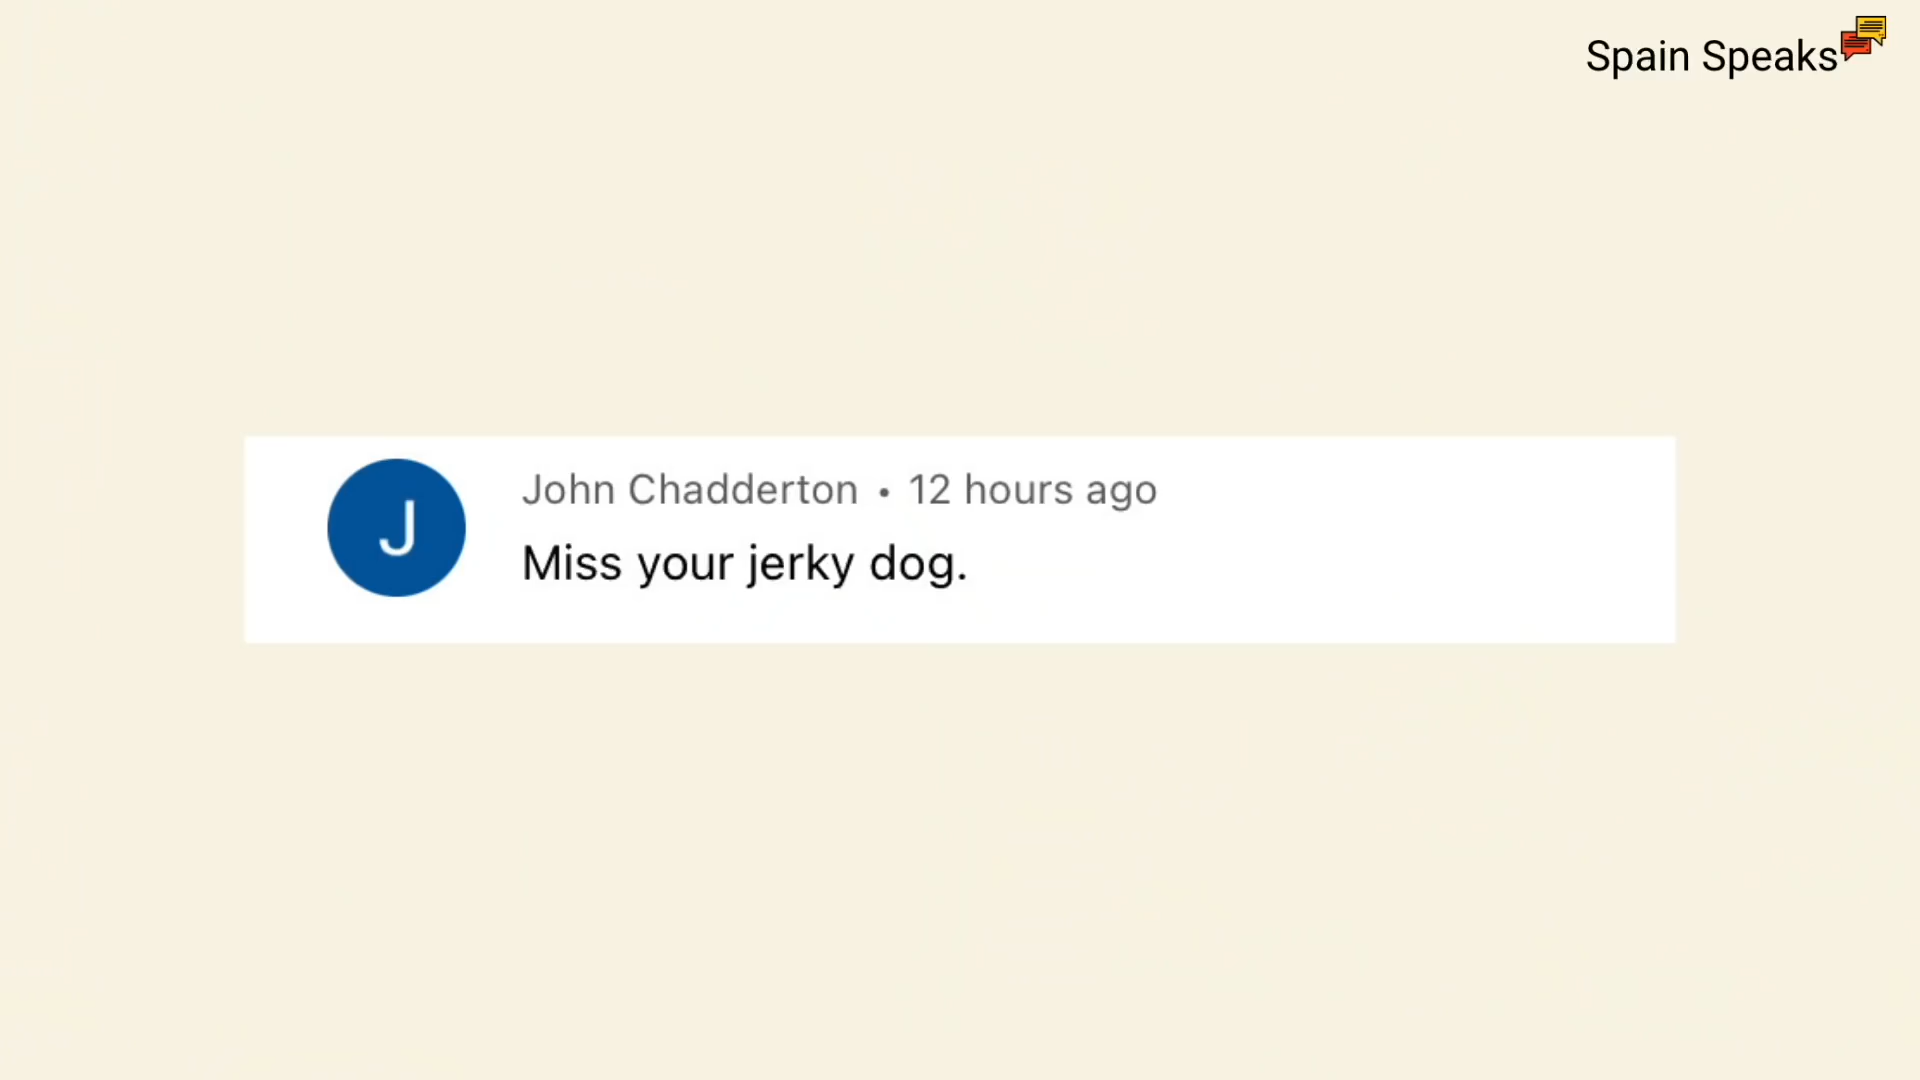 Spain Speaks
J
John Chadderton • 12 hours ago
Miss your jerky dog.